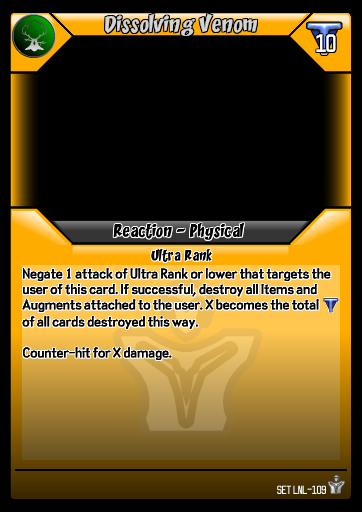 Dissolving Venom
10
Reaction - Physical
Ultra Rank
Negate 1 attack of Ultra Rank or lower that targets the
user of this card. If successful, destroy all Items and
Augments attached to the user. X becomes the total
of all cards destroyed this way.
Counter-hit for X damage.
SET LNL-109